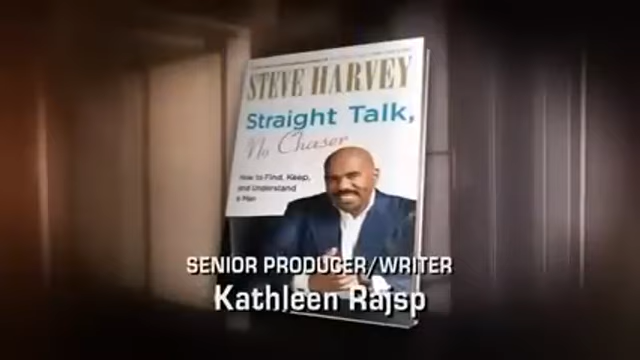 STEVE HARVEY
Straight Talk,
No Chaser
How to Find, Keep,
and Understand
a Man
SENIOR PRODUCER/WRITER
Kathleen Rajsp